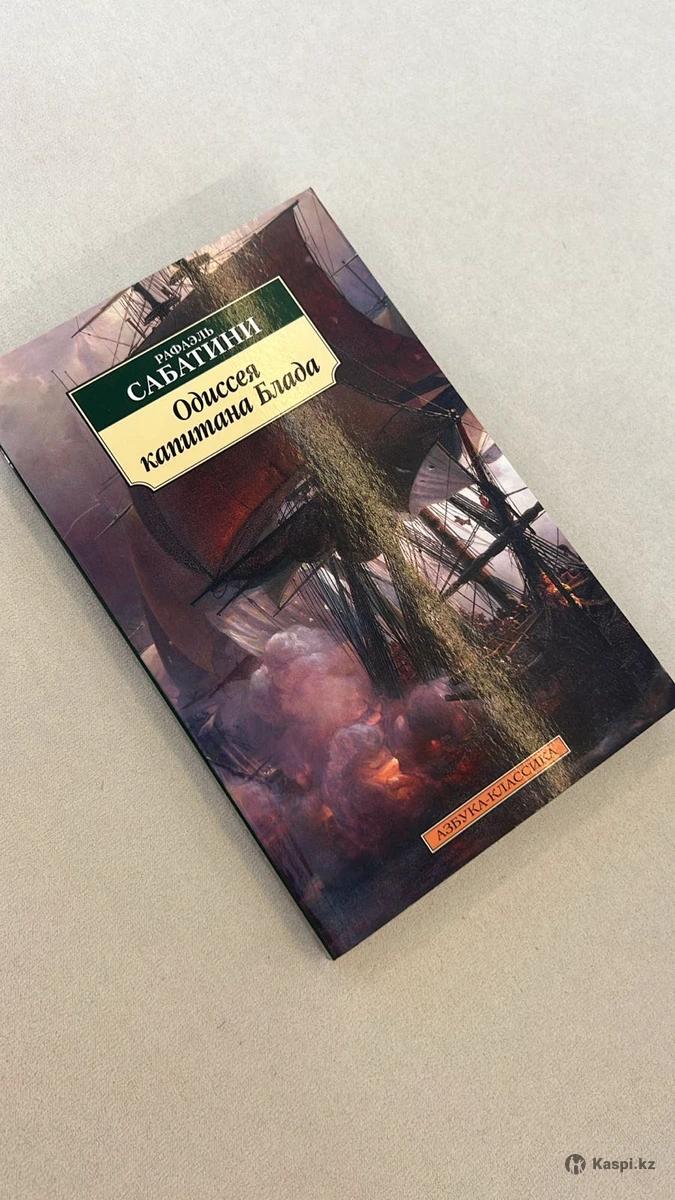 РАФАЭЛЬ
САБАТИНИ
Одиссея
капитана Блада
АЗБУКА-КЛАССИКА
Kaspi.kz